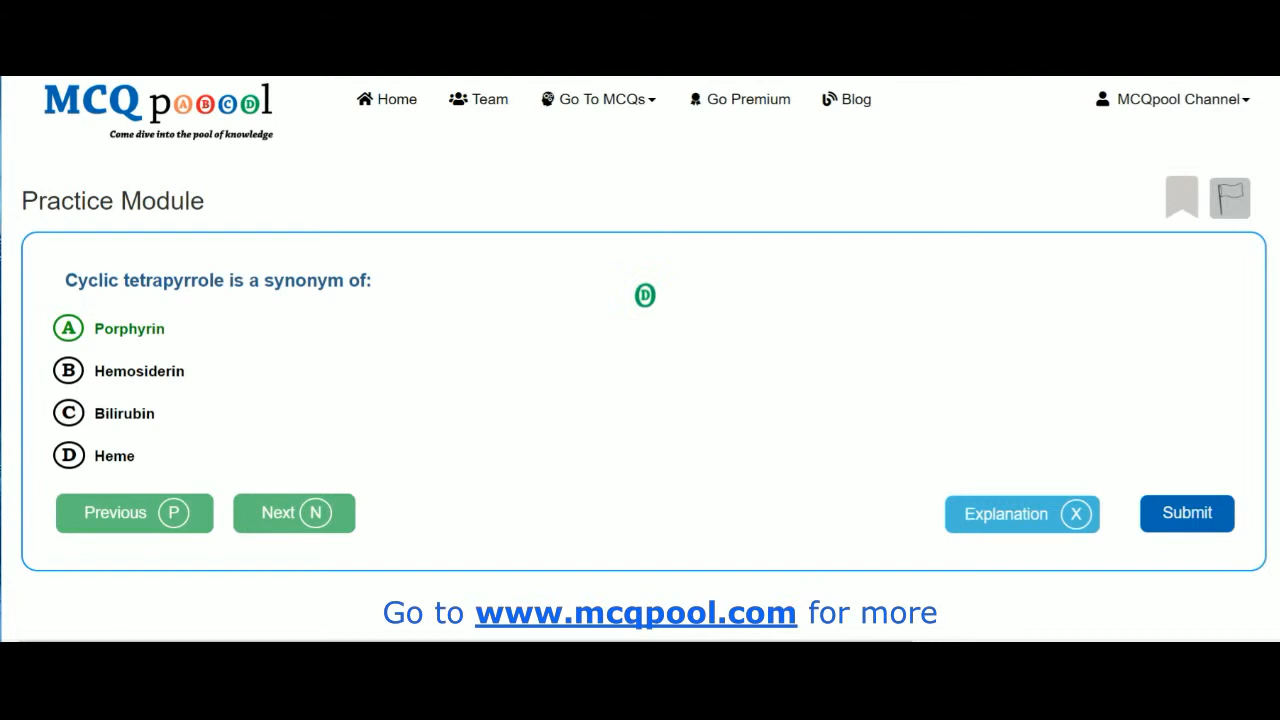 MCQ pABCDl
Come dive into the pool of knowledge
Home Team Go To MCQs Go Premium Blog MCQpool Channel
Practice Module
Cyclic tetrapyrrole is a synonym of:
D
A Porphyrin
B Hemosiderin
C Bilirubin
D Heme
Previous P Next N Explanation X Submit
Go to www.mcqpool.com for more